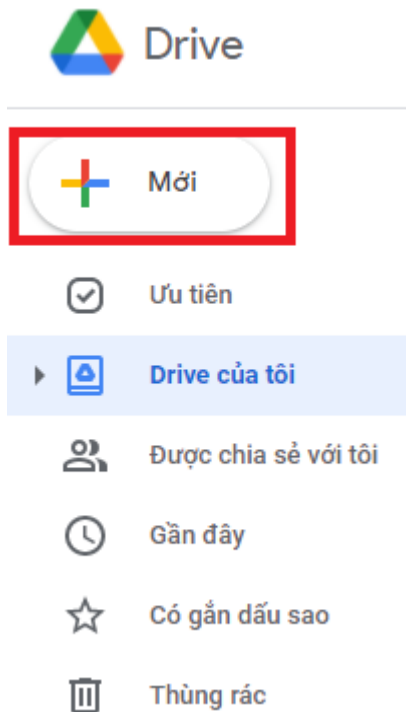 Drive
Mới
Ưu tiên
Drive của tôi
Được chia sẻ với tôi
Gần đây
Có gắn dấu sao
Thùng rác